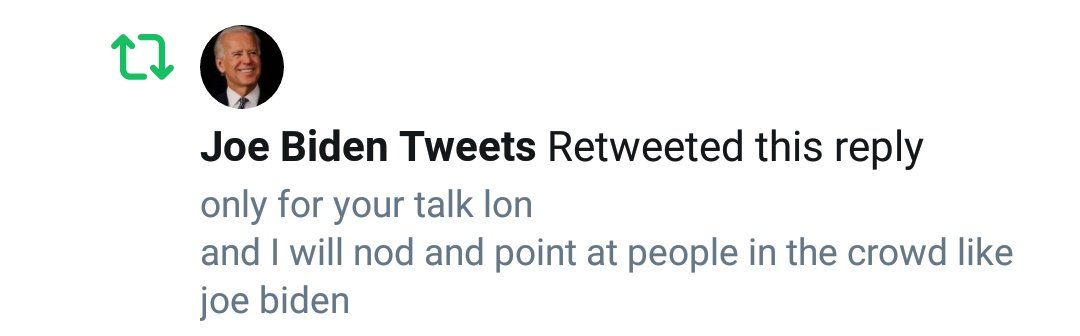 Joe Biden Tweets Retweeted this reply
only for your talk lon
and I will nod and point at people in the crowd like
joe biden